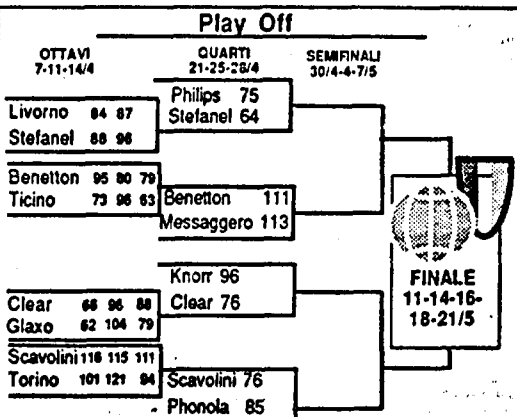 Play Off
OTTAVI
7-11-14/4
QUARTI
21-25-28/4
SEMIFINALI
30/4-4-7/5
Philips 75
Stefanel 64
Livorno 84 87
Stefanel 88 96
Benetton 95 80 79
Ticino 73 96 63
Benetton 111
Messaggero 113
Knorr 96
Clear 76
Clear 66 96 88
Glaxo 62 104 79
Scavolini 116 115 111
Torino 101 121 94
Scavolini 76
Phonola 85
FINALE
11-14-16-
18-21/5